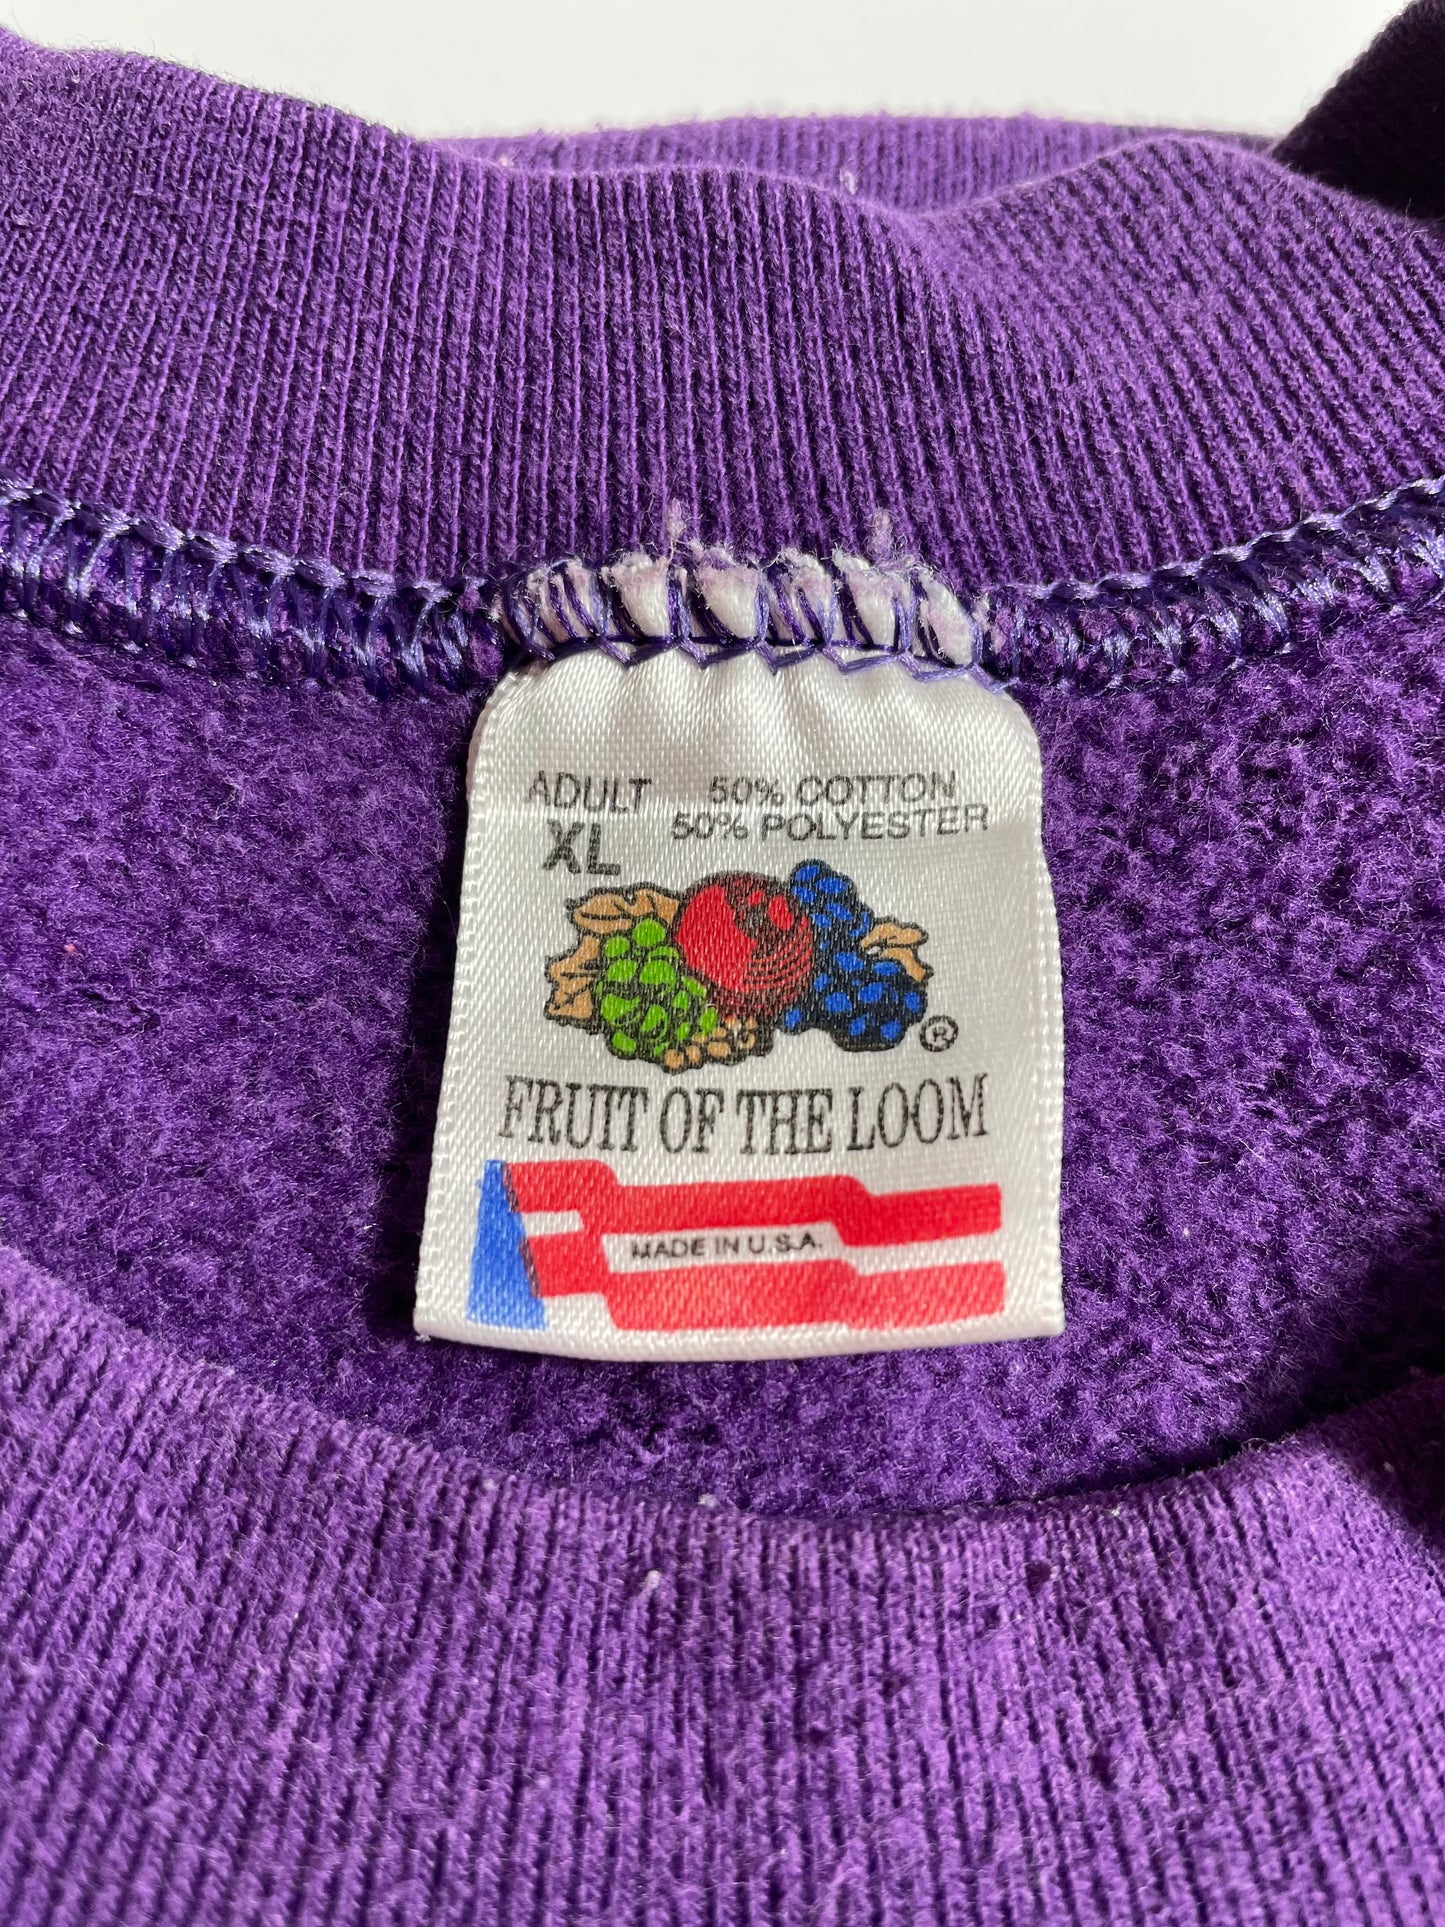 ADULT 50% COTTON
XL 50% POLYESTER
®
FRUIT OF THE LOOM
MADE IN U.S.A.